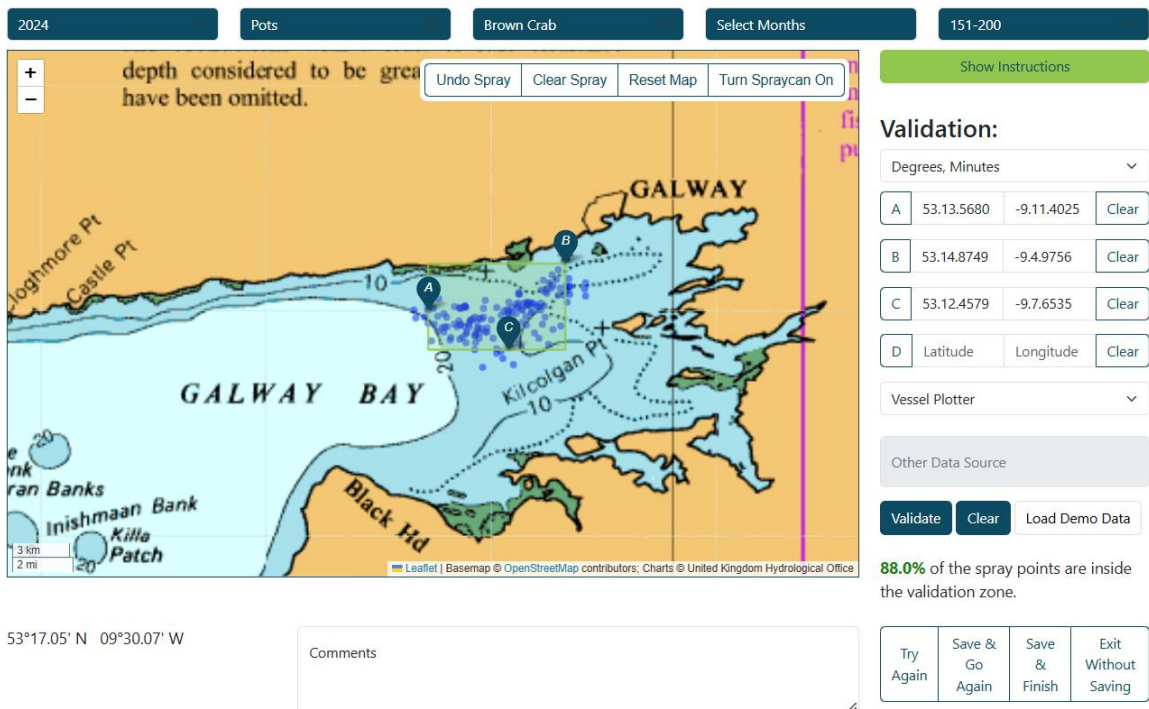 2024 Pots Brown Crab Select Months 151-200
+
−
depth considered to be grea
have been omitted.
Undo Spray Clear Spray Reset Map Turn Spraycan On
Show Instructions
fis
pu
Validation:
Degrees, Minutes
A 53.13.5680 -9.11.4025 Clear
B 53.14.8749 -9.4.9756 Clear
C 53.12.4579 -9.7.6535 Clear
D Latitude Longitude Clear
Vessel Plotter
Other Data Source
Validate Clear Load Demo Data
88.0% of the spray points are inside
the validation zone.
Try Again
Save & Go Again
Save & Finish
Exit Without Saving
GALWAY
loghmore Pt
Castle Pt
10
A
B
C
20
GALWAY BAY
Kilcolgan Pt
10
20
ran Banks
Inishmaan Bank
Killa
Patch
20
Black Hd
3 km
2 mi
Leaflet | Basemap © OpenStreetMap contributors; Charts © United Kingdom Hydrological Office
53°17.05' N 09°30.07' W
Comments